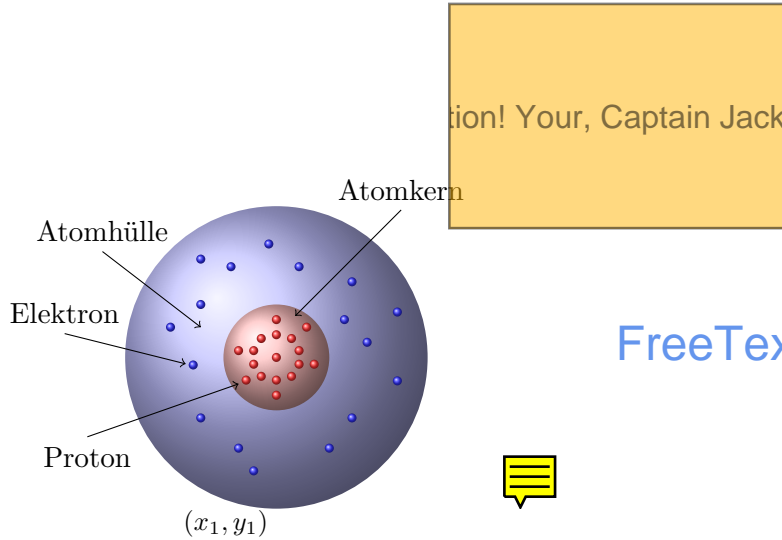 tion! Your, Captain Jack
Atomkern
Atomhülle
Elektron
FreeTex
Proton
(x₁, y₁)